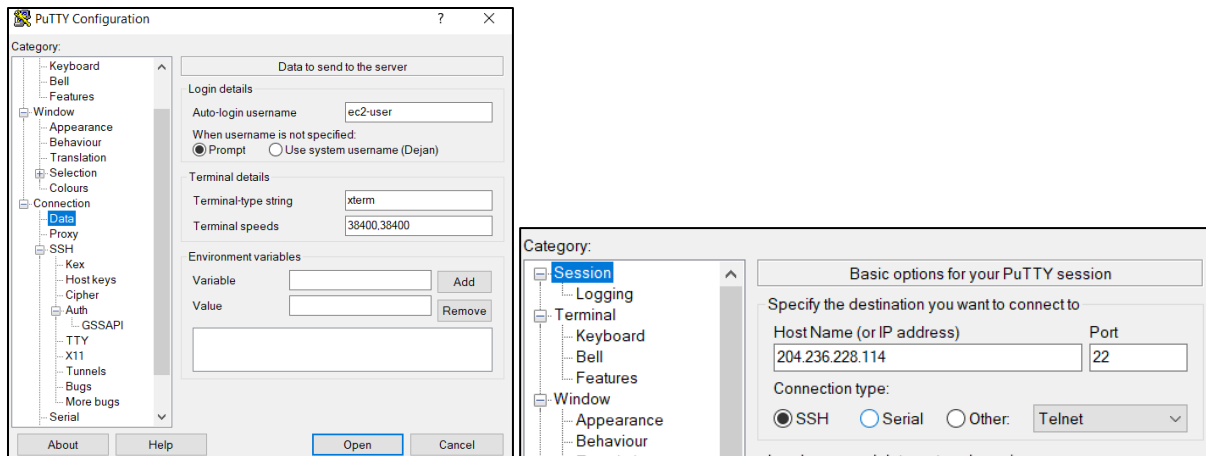 PuTTY Configuration
? ×
Category:
Keyboard
Bell
Features
Window
Appearance
Behaviour
Translation
Selection
Colours
Connection
Data
Proxy
SSH
Kex
Host keys
Cipher
Auth
GSSAPI
TTY
X11
Tunnels
Bugs
More bugs
Serial
Data to send to the server
Login details
Auto-login username ec2-user
When username is not specified:
Prompt Use system username (Dejan)
Terminal details
Terminal-type string xterm
Terminal speeds 38400,38400
Environment variables
Variable Add
Value Remove
About Help Open Cancel
Category:
Session
Logging
Terminal
Keyboard
Bell
Features
Window
Appearance
Behaviour
Basic options for your PuTTY session
Specify the destination you want to connect to
Host Name (or IP address) Port
204.236.228.114 22
Connection type:
SSH Serial Other: Telnet